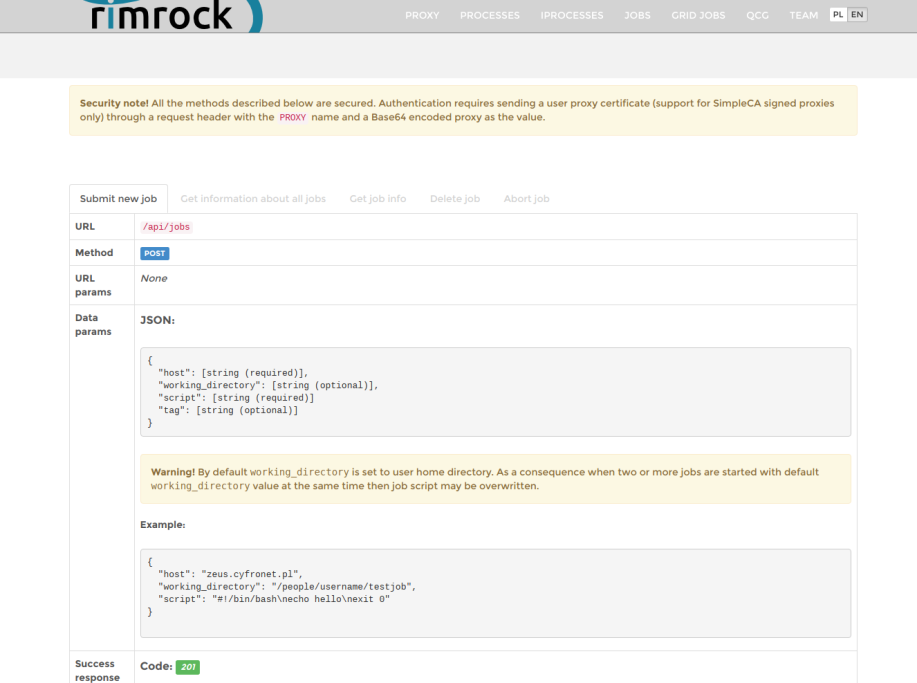 rimrock
PROXY PROCESSES IPROCESSES JOBS GRID JOBS QCG TEAM PL EN
Security note! All the methods described below are secured. Authentication requires sending a user proxy certificate (support for SimpleCA signed proxies
only) through a request header with the PROXY name and a Base64 encoded proxy as the value.
Submit new job Get information about all jobs Get job info Delete job Abort job
URL /api/jobs
Method POST
URL
params
None
Data
params
JSON:
{
"host": [string (required)],
"working_directory": [string (optional)],
"script": [string (required)]
"tag": [string (optional)]
}
Warning! By default working_directory is set to user home directory. As a consequence when two or more jobs are started with default
working_directory value at the same time then job script may be overwritten.
Example:
{
"host": "zeus.cyfronet.pl",
"working_directory": "/people/username/testjob",
"script": "#!/bin/bash\necho hello\nexit 0"
}
Success
response
Code: 201